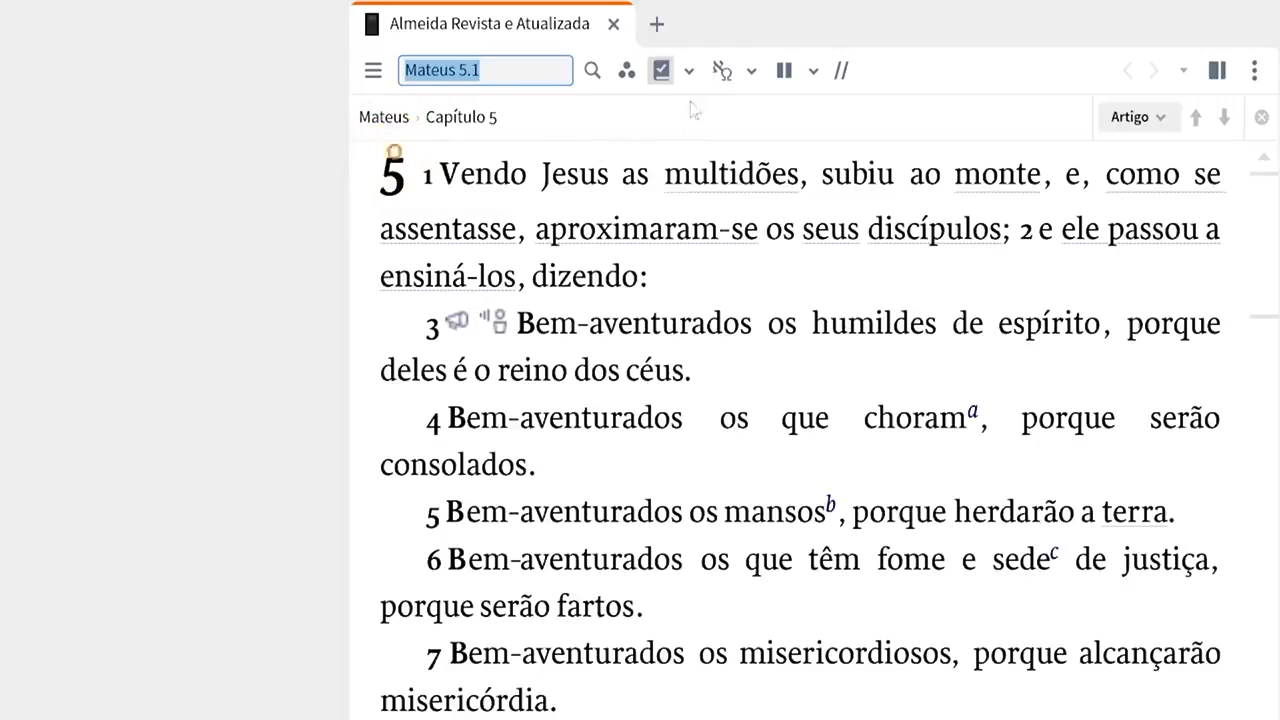 Almeida Revista e Atualizada
Mateus 5.1
Mateus › Capítulo 5
Artigo
5 1 Vendo Jesus as multidões, subiu ao monte, e, como se
assentasse, aproximaram-se os seus discípulos; 2 e ele passou a
ensiná-los, dizendo:
3 Bem-aventurados os humildes de espírito, porque
deles é o reino dos céus.
4 Bem-aventurados os que choramᵃ, porque serão
consolados.
5 Bem-aventurados os mansosᵇ, porque herdarão a terra.
6 Bem-aventurados os que têm fome e sedeᶜ de justiça,
porque serão fartos.
7 Bem-aventurados os misericordiosos, porque alcançarão
misericórdia.